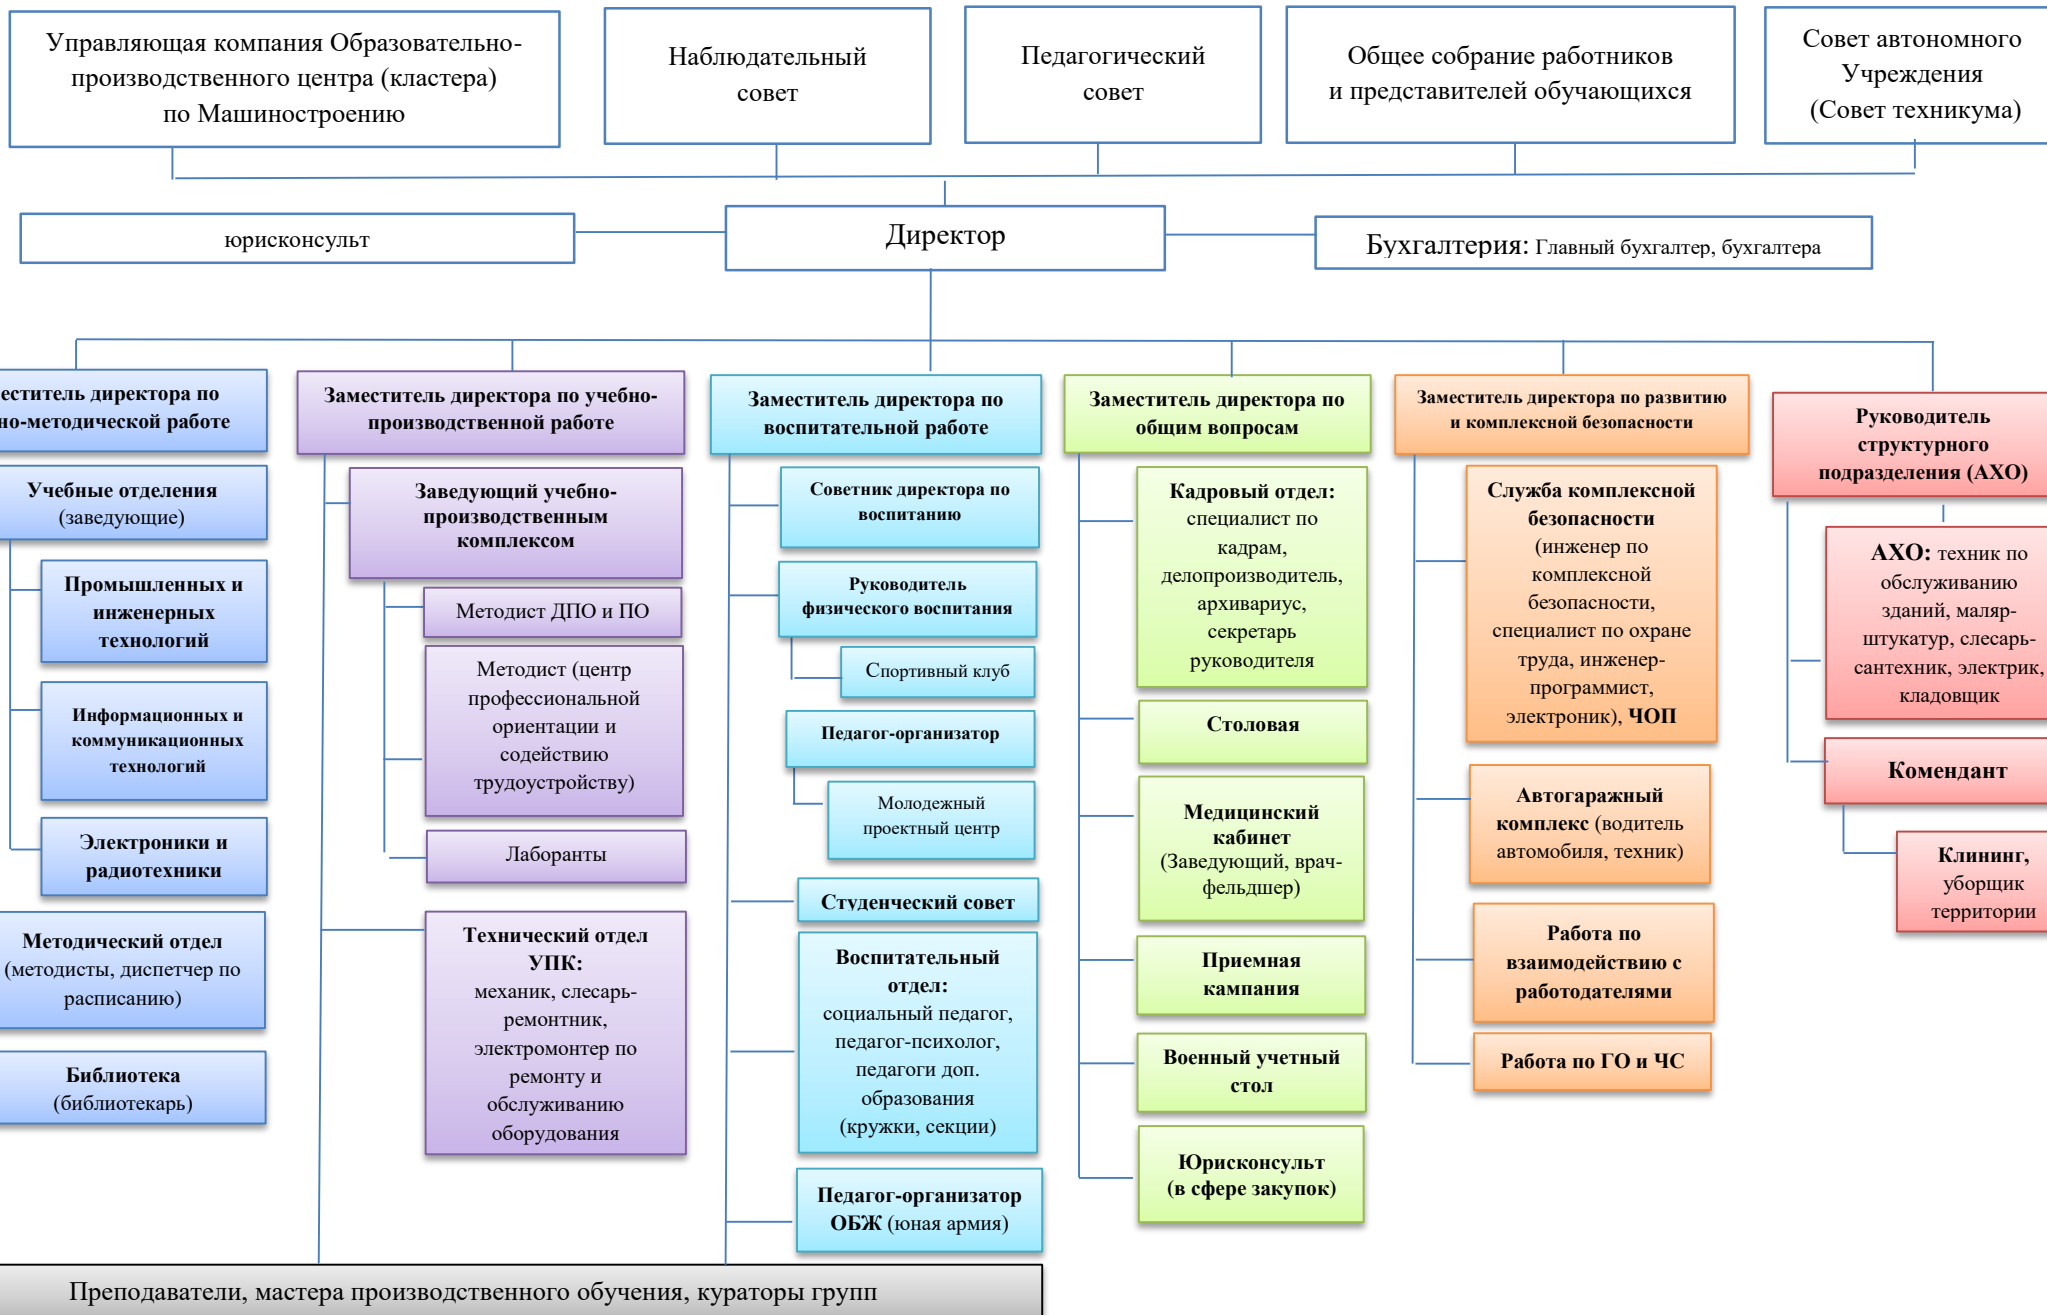 Управляющая компания Образовательно-
производственного центра (кластера)
по Машиностроению
Наблюдательный
совет
Педагогический
совет
Общее собрание работников
и представителей обучающихся
Совет автономного
Учреждения
(Совет техникума)
юрисконсульт
Директор
Бухгалтерия: Главный бухгалтер, бухгалтера
еститель директора по
но-методической работе
Учебные отделения
(заведующие)
Промышленных и
инженерных
технологий
Информационных и
коммуникационных
технологий
Электроники и
радиотехники
Методический отдел
(методисты, диспетчер по
расписанию)
Библиотека
(библиотекарь)
Заместитель директора по учебно-
производственной работе
Заведующий учебно-
производственным
комплексом
Методист ДПО и ПО
Методист (центр
профессиональной
ориентации и
содействию
трудоустройству)
Лаборанты
Технический отдел
УПК:
механик, слесарь-
ремонтник,
электромонтер по
ремонту и
обслуживанию
оборудования
Заместитель директора по
воспитательной работе
Советник директора по
воспитанию
Руководитель
физического воспитания
Спортивный клуб
Педагог-организатор
Молодежный
проектный центр
Студенческий совет
Воспитательный
отдел:
социальный педагог,
педагог-психолог,
педагоги доп.
образования
(кружки, секции)
Педагог-организатор
ОБЖ (юная армия)
Заместитель директора по
общим вопросам
Кадровый отдел:
специалист по
кадрам,
делопроизводитель,
архивариус,
секретарь
руководителя
Столовая
Медицинский
кабинет
(Заведующий, врач-
фельдшер)
Приемная
кампания
Военный учетный
стол
Юрисконсульт
(в сфере закупок)
Заместитель директора по развитию
и комплексной безопасности
Служба комплексной
безопасности
(инженер по
комплексной
безопасности,
специалист по охране
труда, инженер-
программист,
электроник), ЧОП
Автогаражный
комплекс (водитель
автомобиля, техник)
Работа по
взаимодействию с
работодателями
Работа по ГО и ЧС
Руководитель
структурного
подразделения (АХО)
АХО: техник по
обслуживанию
зданий, маляр-
штукатур, слесарь-
сантехник, электрик,
кладовщик
Комендант
Клининг,
уборщик
территории
Преподаватели, мастера производственного обучения, кураторы групп